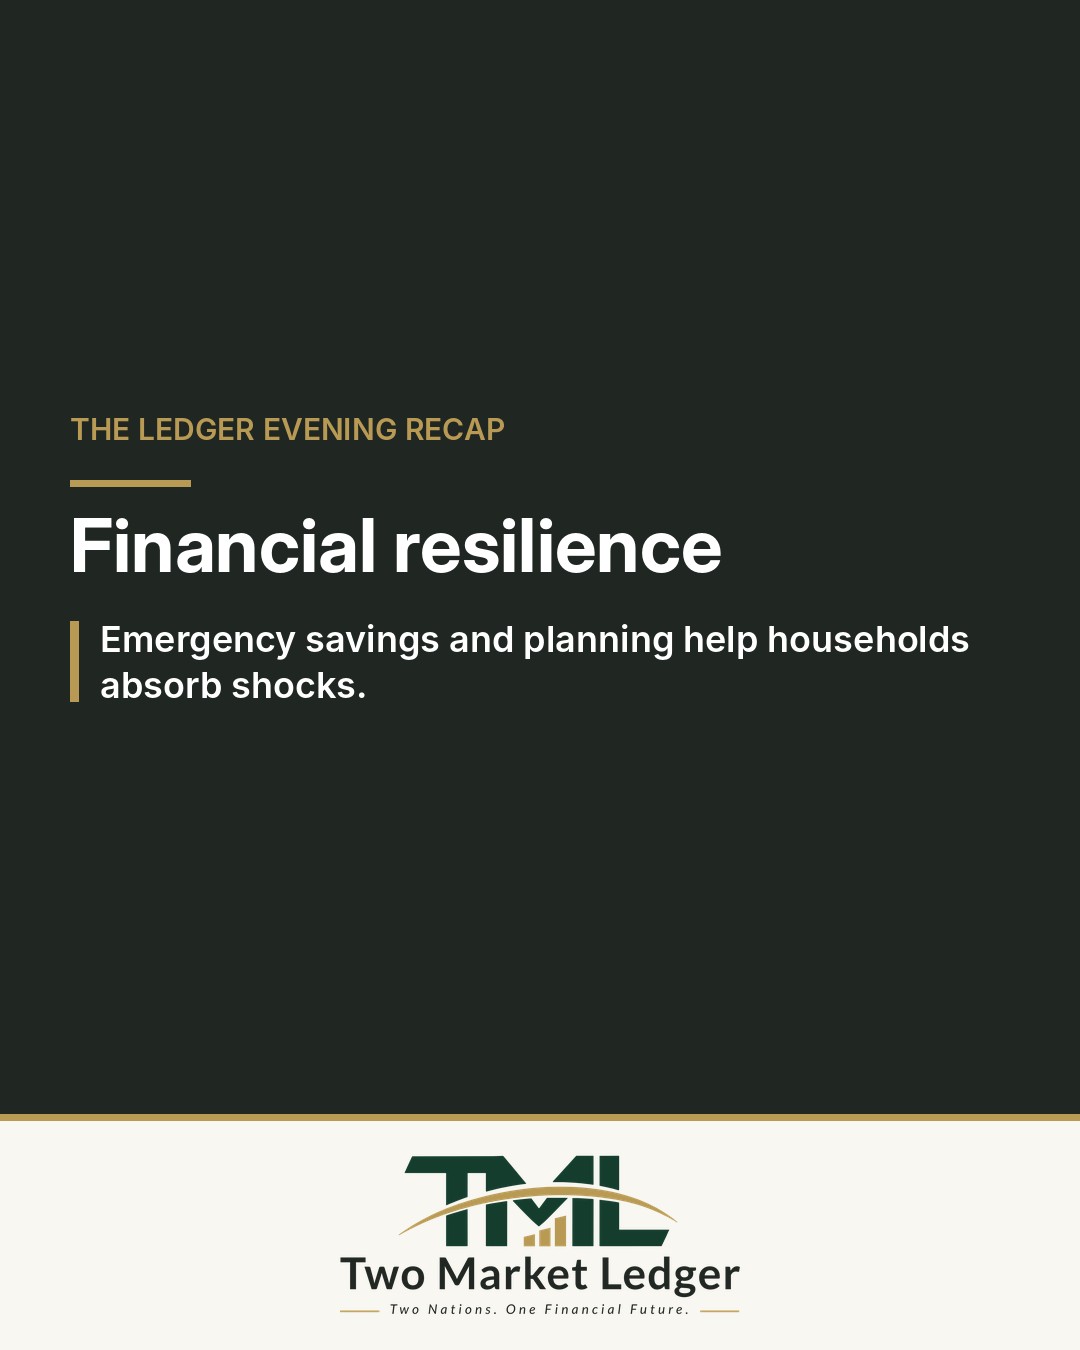 THE LEDGER EVENING RECAP
Financial resilience
Emergency savings and planning help households
absorb shocks.
TML
Two Market Ledger
Two Nations. One Financial Future.